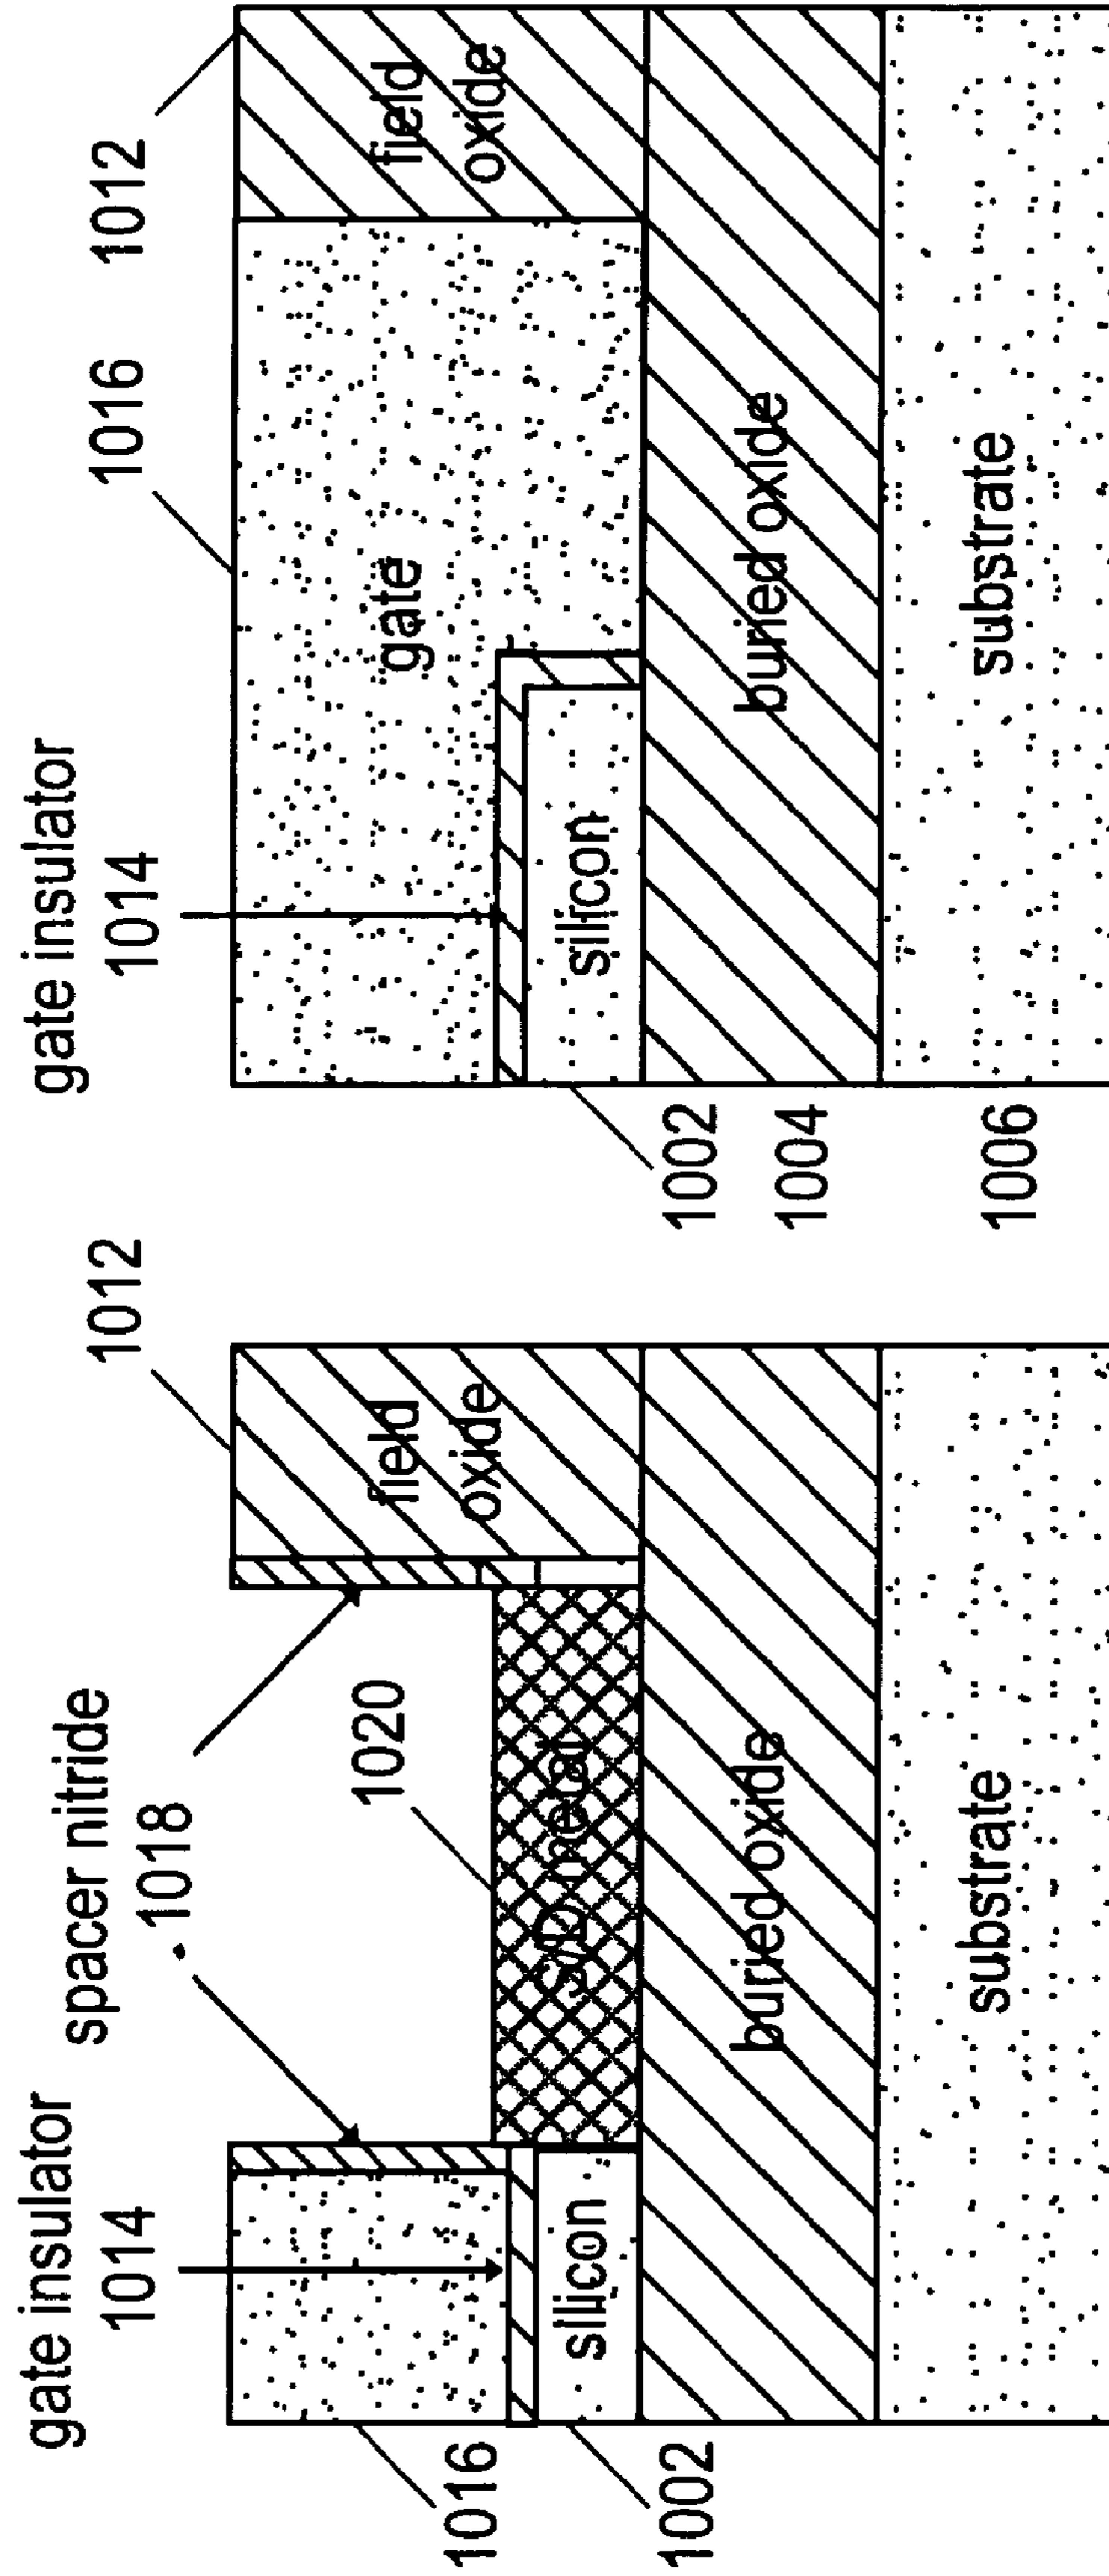 gate insulator
1014
spacer nitride
1018
1012
1020
1016
field
oxide
S/D metal
silicon
1002
buried oxide
substrate
gate insulator
1014
1016
1012
gate
field
oxide
silicon
1002
buried oxide
1004
substrate
1006